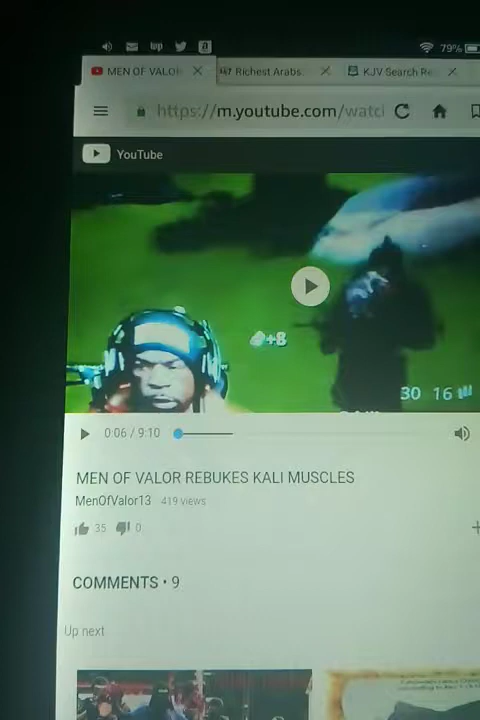 79%
MEN OF VALOR
Richest Arabs
KJV Search Re
https://m.youtube.com/watc
YouTube
+8
30 16
0:06 / 9:10
MEN OF VALOR REBUKES KALI MUSCLES
MenOfValor13 419 views
35 0
COMMENTS • 9
Up next